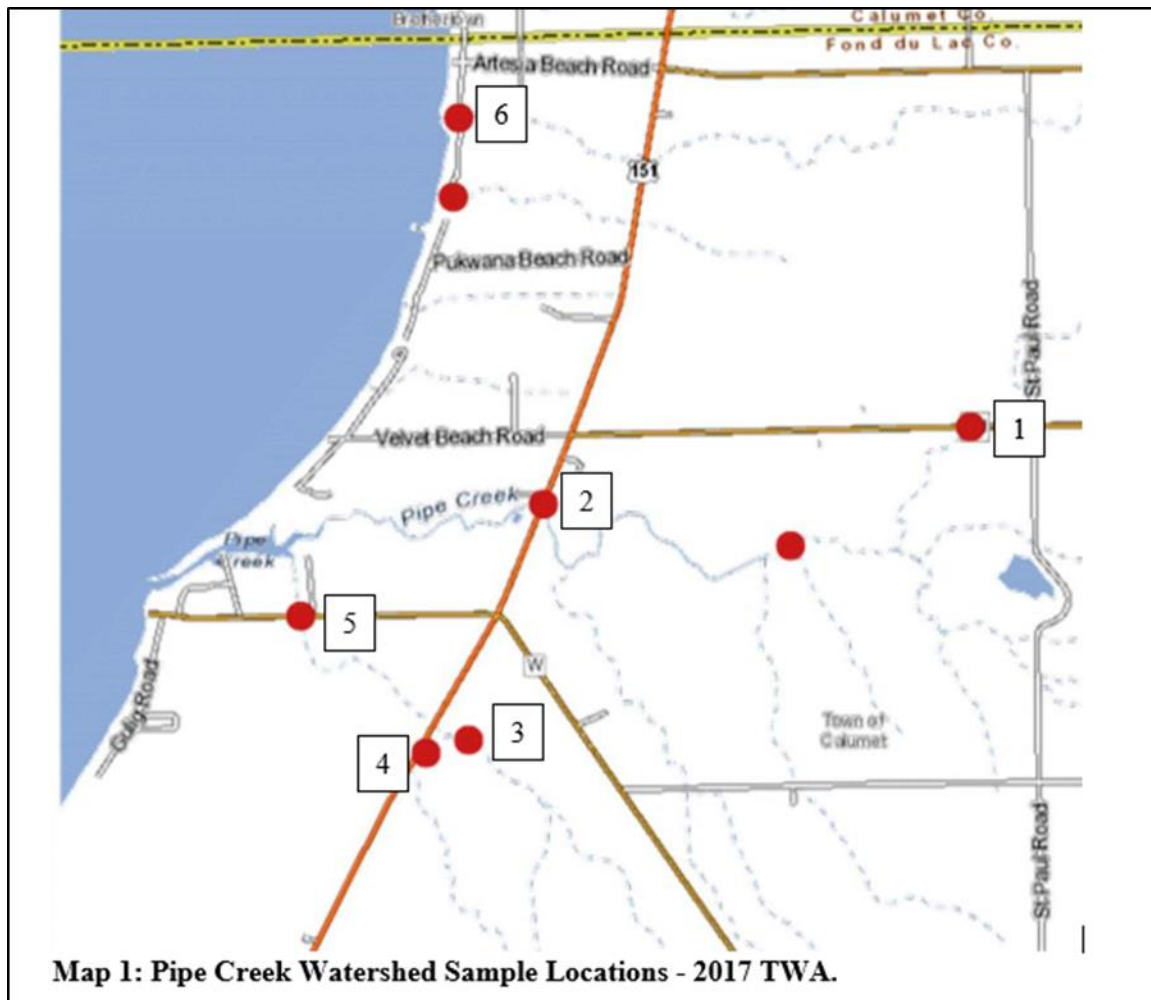 Brothertown
Calumet Co.
Fond du Lac Co.
Artesia Beach Road
6
151
Pukwana Beach Road
St Paul Road
Velvet Beach Road
1
Pipe Creek
2
Pipe
Creek
5
W
Gulig Road
3
Town of
Calumet
4
St Paul Road
Map 1: Pipe Creek Watershed Sample Locations - 2017 TWA.